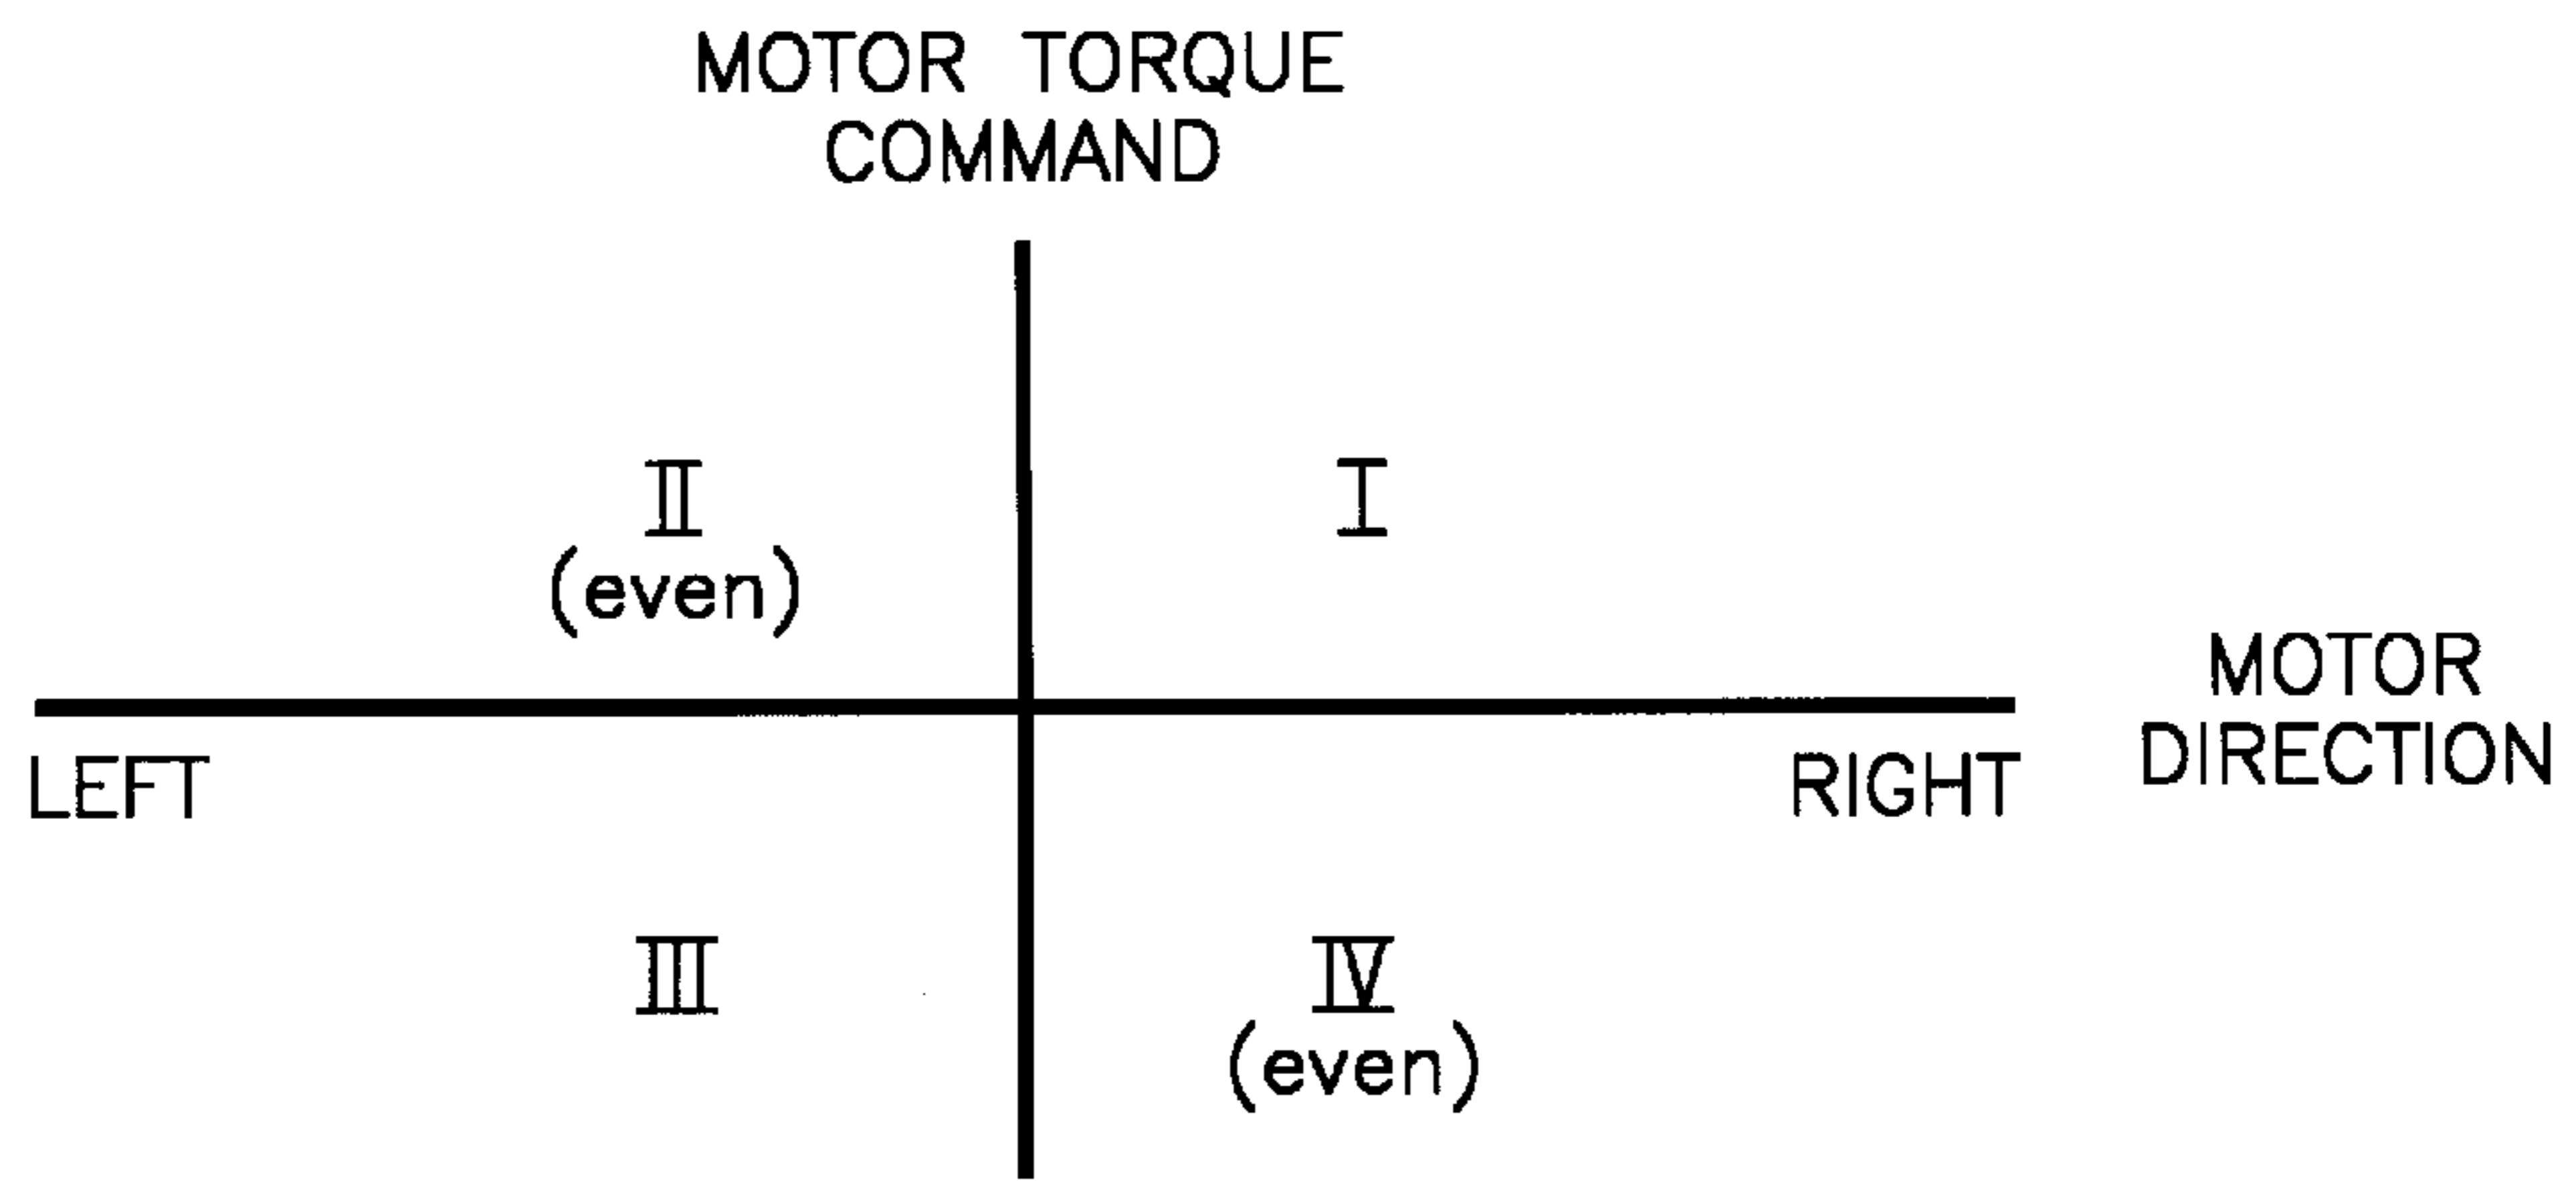 MOTOR TORQUE
COMMAND
II
(even)
I
MOTOR
DIRECTION
LEFT
RIGHT
III
IV
(even)